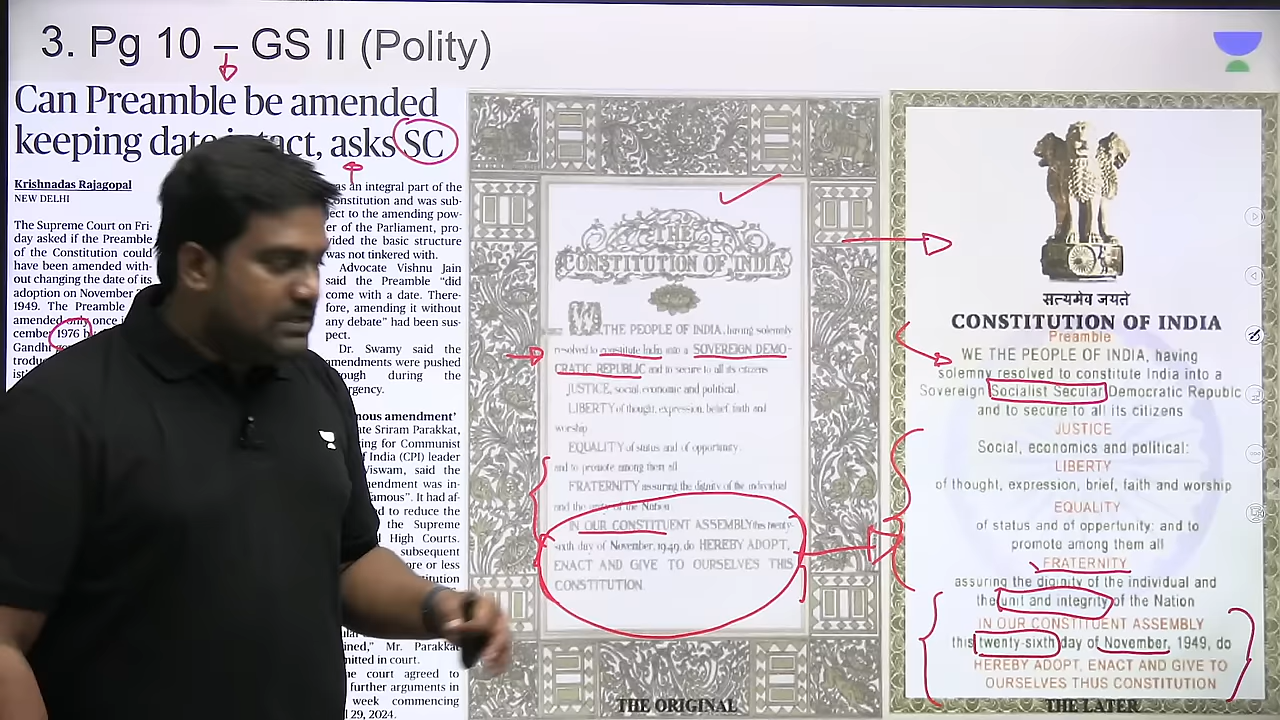 3. Pg 10 – GS II (Polity)
Can Preamble be amended
keeping date intact, asks SC
Krishnadas Rajagopal
NEW DELHI
The Supreme Court on Fri-
day asked if the Preamble
of the Constitution could
have been amended with-
out changing the date of its
adoption on November
1949. The Preamble
amended only once
cember 1976
Gandhi
as an integral part of the
onstitution and was sub-
ect to the amending pow-
er of the Parliament, pro-
vided the basic structure
was not tinkered with.
Advocate Vishnu Jain
said the Preamble "did
come with a date. There-
fore, amending it without
any debate" had been sus-
pect.
Dr. Swamy said the
amendments were pushed
though during the
rgency.
ous amendment'
ate Sriram Parakkat,
ing for Communist
f India (CPI) leader
Viswam, said the
mendment was in-
famous". It had af-
d to reduce the
the Supreme
High Courts.
subsequent
ore or less
itution
ined," Mr. Parakkat
mitted in court.
he court agreed to
further arguments in
week commencing
l 29, 2024.
THE
CONSTITUTION OF INDIA
WE, THE PEOPLE OF INDIA, having solemnly
resolved to constitute India into a SOVEREIGN DEMO-
CRATIC REPUBLIC and to secure to all its citizens
JUSTICE, social, economic and political;
LIBERTY of thought, expression, belief, faith and
worship
EQUALITY of status and of opportunity;
and to promote among them all
FRATERNITY assuring the dignity of the individual
and the unity of the Nation
IN OUR CONSTITUENT ASSEMBLY this twenty-
sixth day of November, 1949, do HEREBY ADOPT,
ENACT AND GIVE TO OURSELVES THIS
CONSTITUTION.
THE ORIGINAL
सत्यमेव जयते
CONSTITUTION OF INDIA
Preamble
WE THE PEOPLE OF INDIA, having
solemny resolved to constitute India into a
Sovereign Socialist Secular Democratic Republc
and to secure to all its citizens
JUSTICE
Social, economics and political:
LIBERTY
of thought, expression, brief, faith and worship
EQUALITY
of status and of opportunity: and to
promote among them all
FRATERNITY
assuring the diginity of the individual and
the unit and integrity of the Nation
IN OUR CONSTITUENT ASSEMBLY
this twenty-sixth day of November, 1949, do
HEREBY ADOPT, ENACT AND GIVE TO
OURSELVES THUS CONSTITUTION
THE LATER